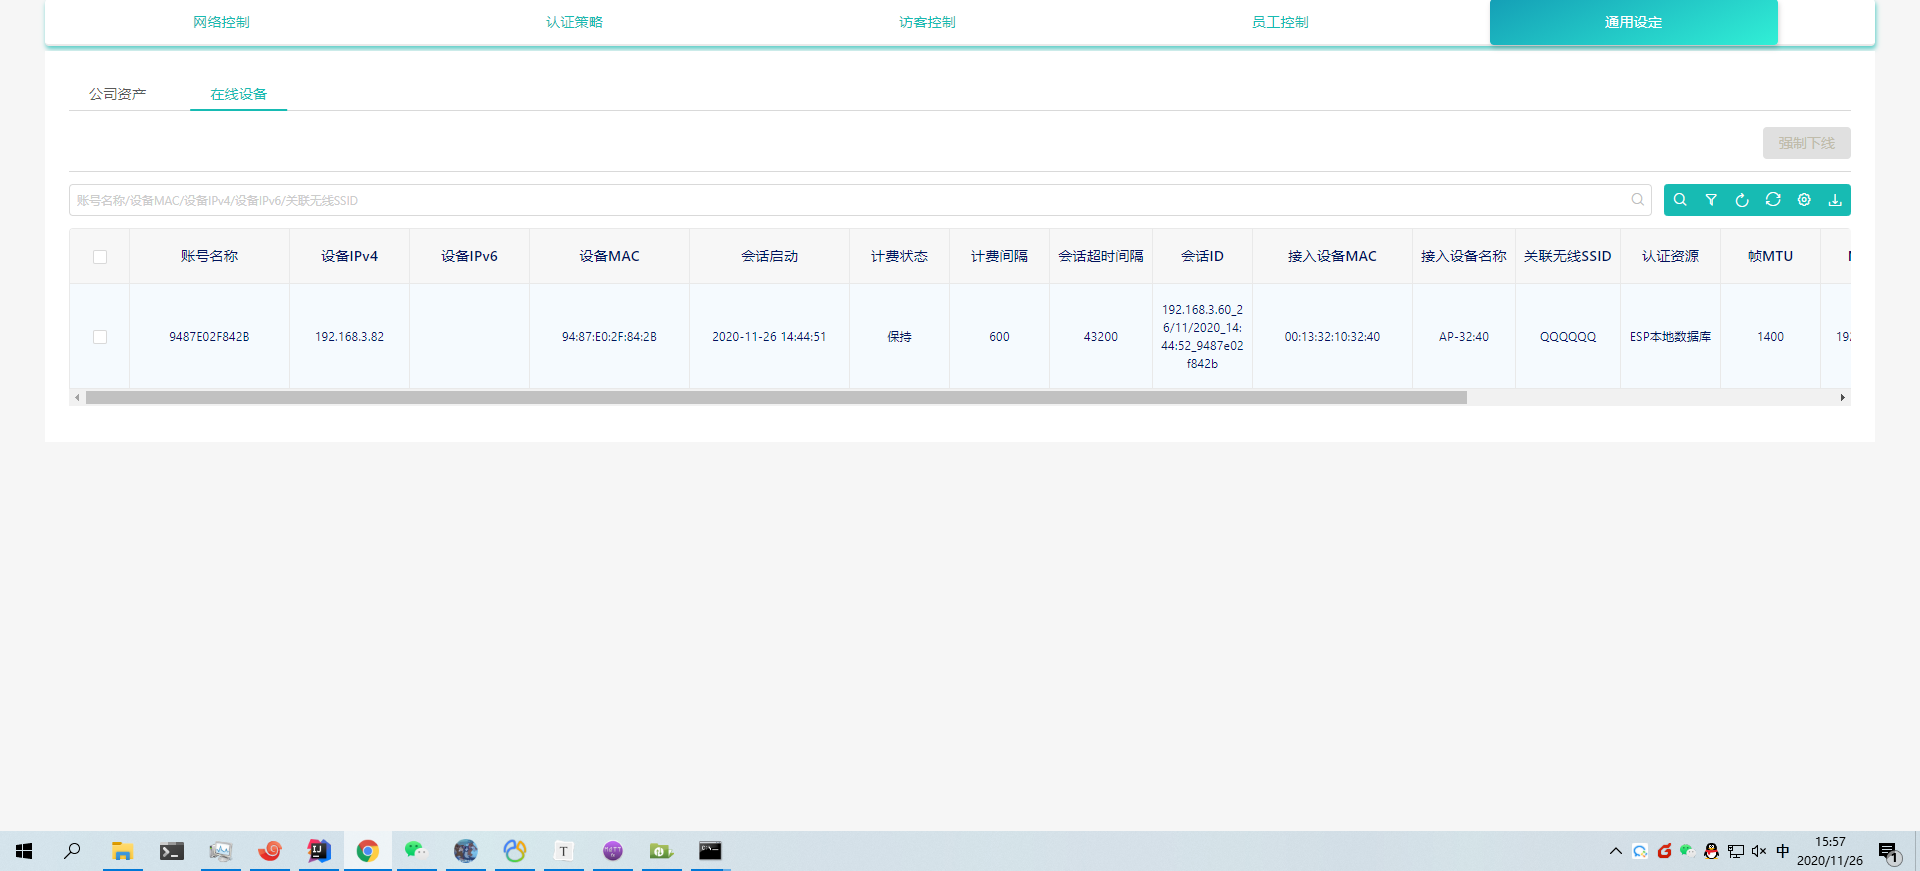 网络控制
认证策略
访客控制
员工控制
通用设定
公司资产
在线设备
强制下线
账号名称/设备MAC/设备IPv4/设备IPv6/关联无线SSID
账号名称
设备IPv4
设备IPv6
设备MAC
会话启动
计费状态
计费间隔
会话超时间隔
会话ID
接入设备MAC
接入设备名称
关联无线SSID
认证资源
帧MTU
9487E02F842B
192.168.3.82
94:87:E0:2F:84:2B
2020-11-26 14:44:51
保持
600
43200
192.168.3.60_2
6/11/2020_14:
44:52_9487e02
f842b
00:13:32:10:32:40
AP-32:40
QQQQQQ
ESP本地数据库
1400
19
中
15:57
2020/11/26
1